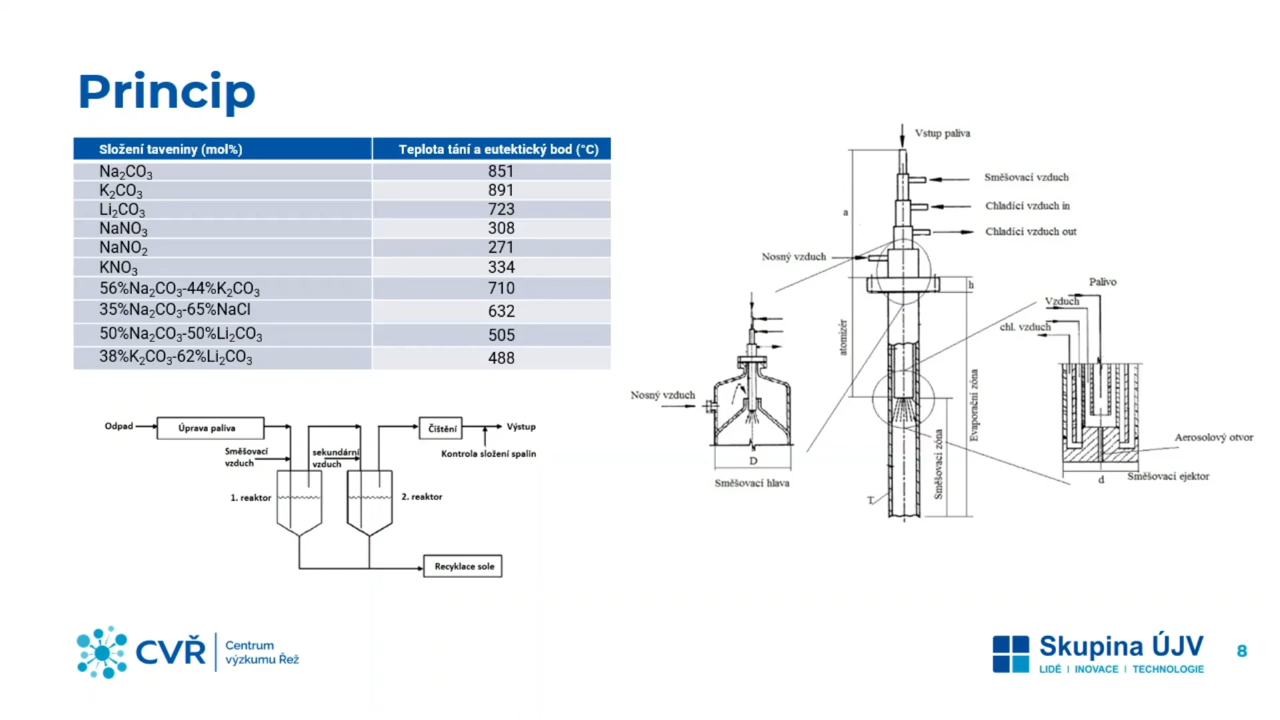 Princip
Složení taveniny (mol%) Teplota tání a eutektický bod (°C)
Na₂CO₃ 851
K₂CO₃ 891
Li₂CO₃ 723
NaNO₃ 308
NaNO₂ 271
KNO₃ 334
56%Na₂CO₃-44%K₂CO₃ 710
35%Na₂CO₃-65%NaCl 632
50%Na₂CO₃-50%Li₂CO₃ 505
38%K₂CO₃-62%Li₂CO₃ 488
Odpad
Úprava paliva
Směšovací
vzduch
sekundární
vzduch
1. reaktor
2. reaktor
Čištění
Výstup
Kontrola složení spalin
Recyklace sole
Vstup paliva
Směšovací vzduch
Chladící vzduch in
Chladící vzduch out
Nosný vzduch
a
h
atomizér
Evaporační zóna
Směšovací zóna
T
Nosný vzduch
D
Směšovací hlava
Palivo
Vzduch
chl. vzduch
Aerosolový otvor
d
Směšovací ejektor
CVŘ
Centrum
výzkumu Řež
Skupina ÚJV
LIDÉ | INOVACE | TECHNOLOGIE
8